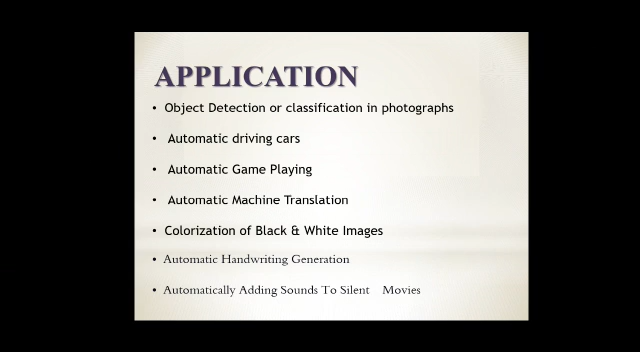 APPLICATION
• Object Detection or classification in photographs
• Automatic driving cars
• Automatic Game Playing
• Automatic Machine Translation
• Colorization of Black & White Images
• Automatic Handwriting Generation
• Automatically Adding Sounds To Silent Movies